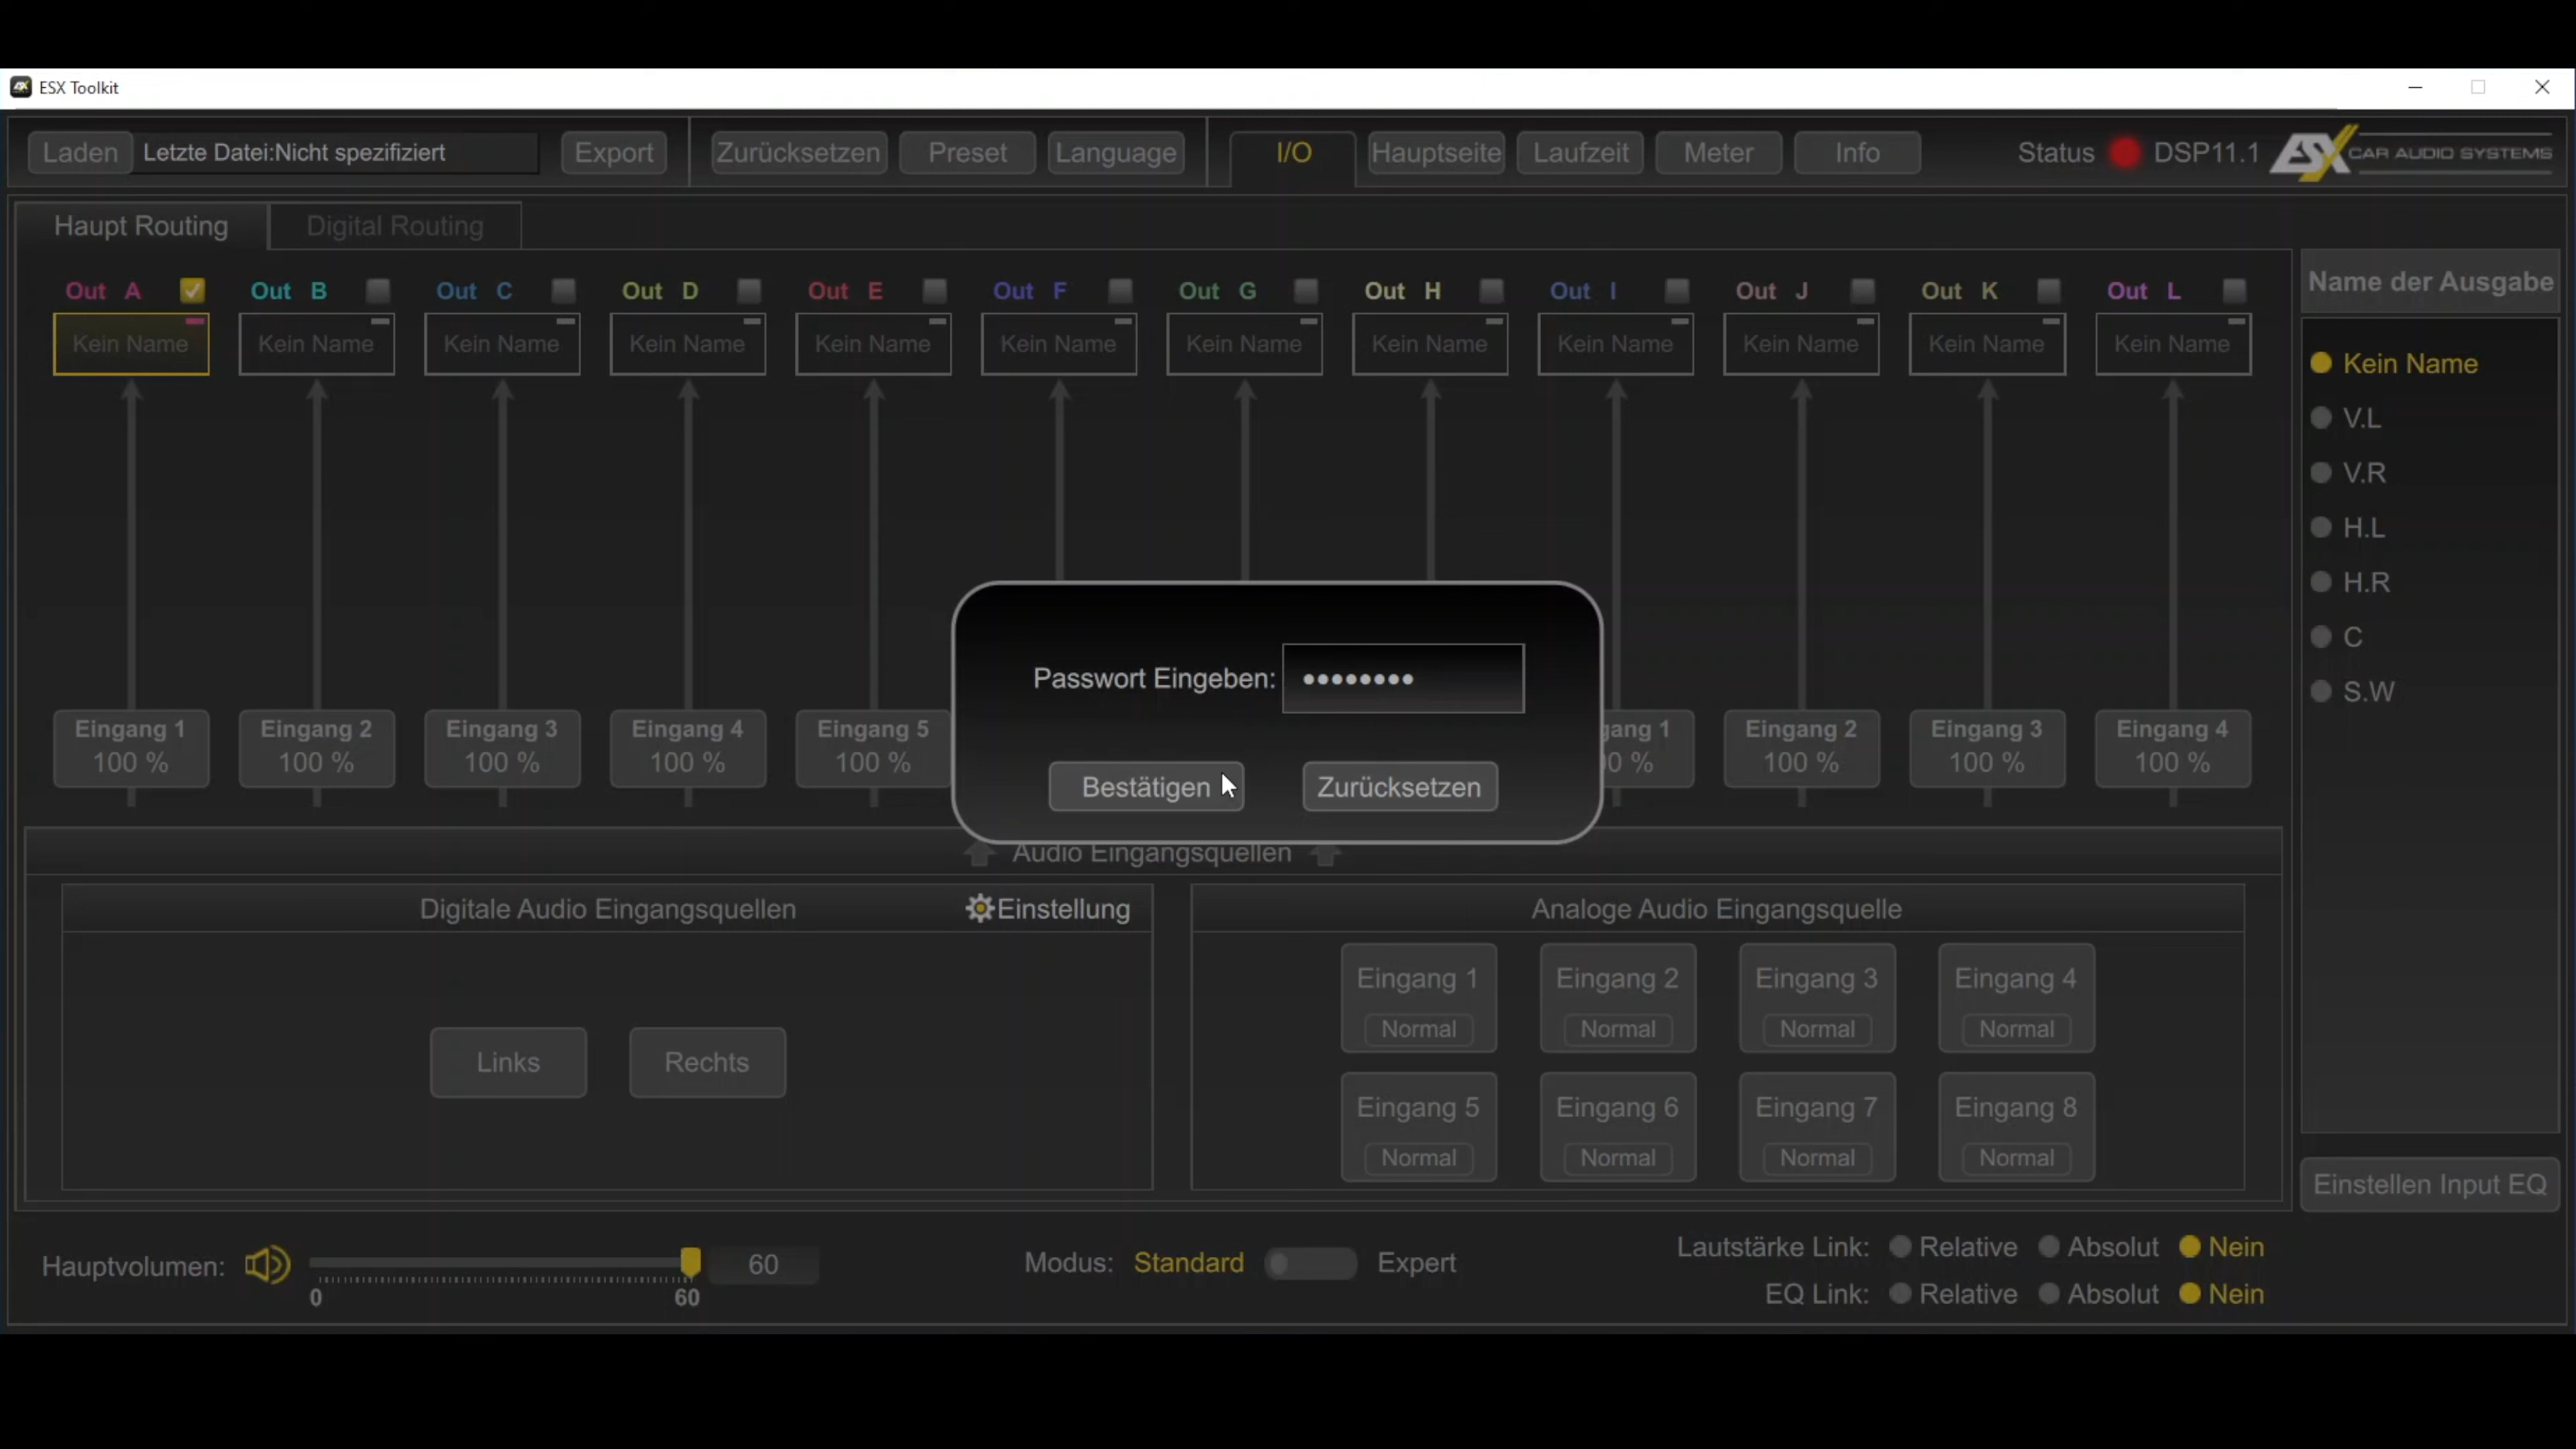 ESX Toolkit
Laden Letzte Datei:Nicht spezifiziert Export Zurücksetzen Preset Language I/O Hauptseite Laufzeit Meter Info Status DSP11.1 ESX CAR AUDIO SYSTEMS
Haupt Routing Digital Routing
Out A Out B Out C Out D Out E Out F Out G Out H Out I Out J Out K Out L
Kein Name Kein Name Kein Name Kein Name Kein Name Kein Name Kein Name Kein Name Kein Name Kein Name Kein Name Kein Name
Name der Ausgabe
Kein Name
V.L
V.R
H.L
H.R
C
S.W
Passwort Eingeben: ••••••••
Bestätigen Zurücksetzen
Eingang 1 Eingang 2 Eingang 3 Eingang 4 Eingang 5 gang 1 Eingang 2 Eingang 3 Eingang 4
100 % 100 % 100 % 100 % 100 % 0 % 100 % 100 % 100 %
Audio Eingangsquellen
Digitale Audio Eingangsquellen Einstellung
Links Rechts
Analoge Audio Eingangsquelle
Eingang 1 Eingang 2 Eingang 3 Eingang 4
Normal Normal Normal Normal
Eingang 5 Eingang 6 Eingang 7 Eingang 8
Normal Normal Normal Normal
Einstellen Input EQ
Hauptvolumen: 60
0 60
Modus: Standard Expert
Lautstärke Link: Relative Absolut Nein
EQ Link: Relative Absolut Nein